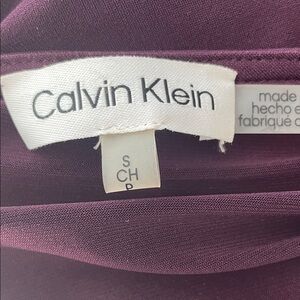 Calvin Klein
made
hecho e
fabriqué
S
CH
P